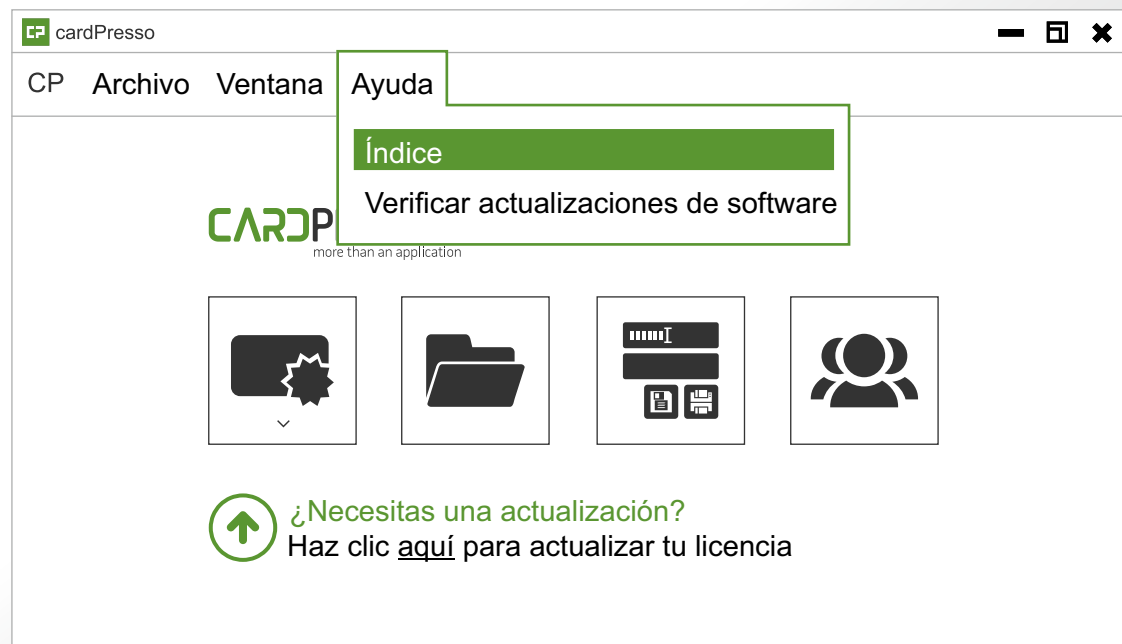 cardPresso
CP Archivo Ventana Ayuda
Índice
Verificar actualizaciones de software
CARDP
more than an application
¿Necesitas una actualización?
Haz clic aquí para actualizar tu licencia